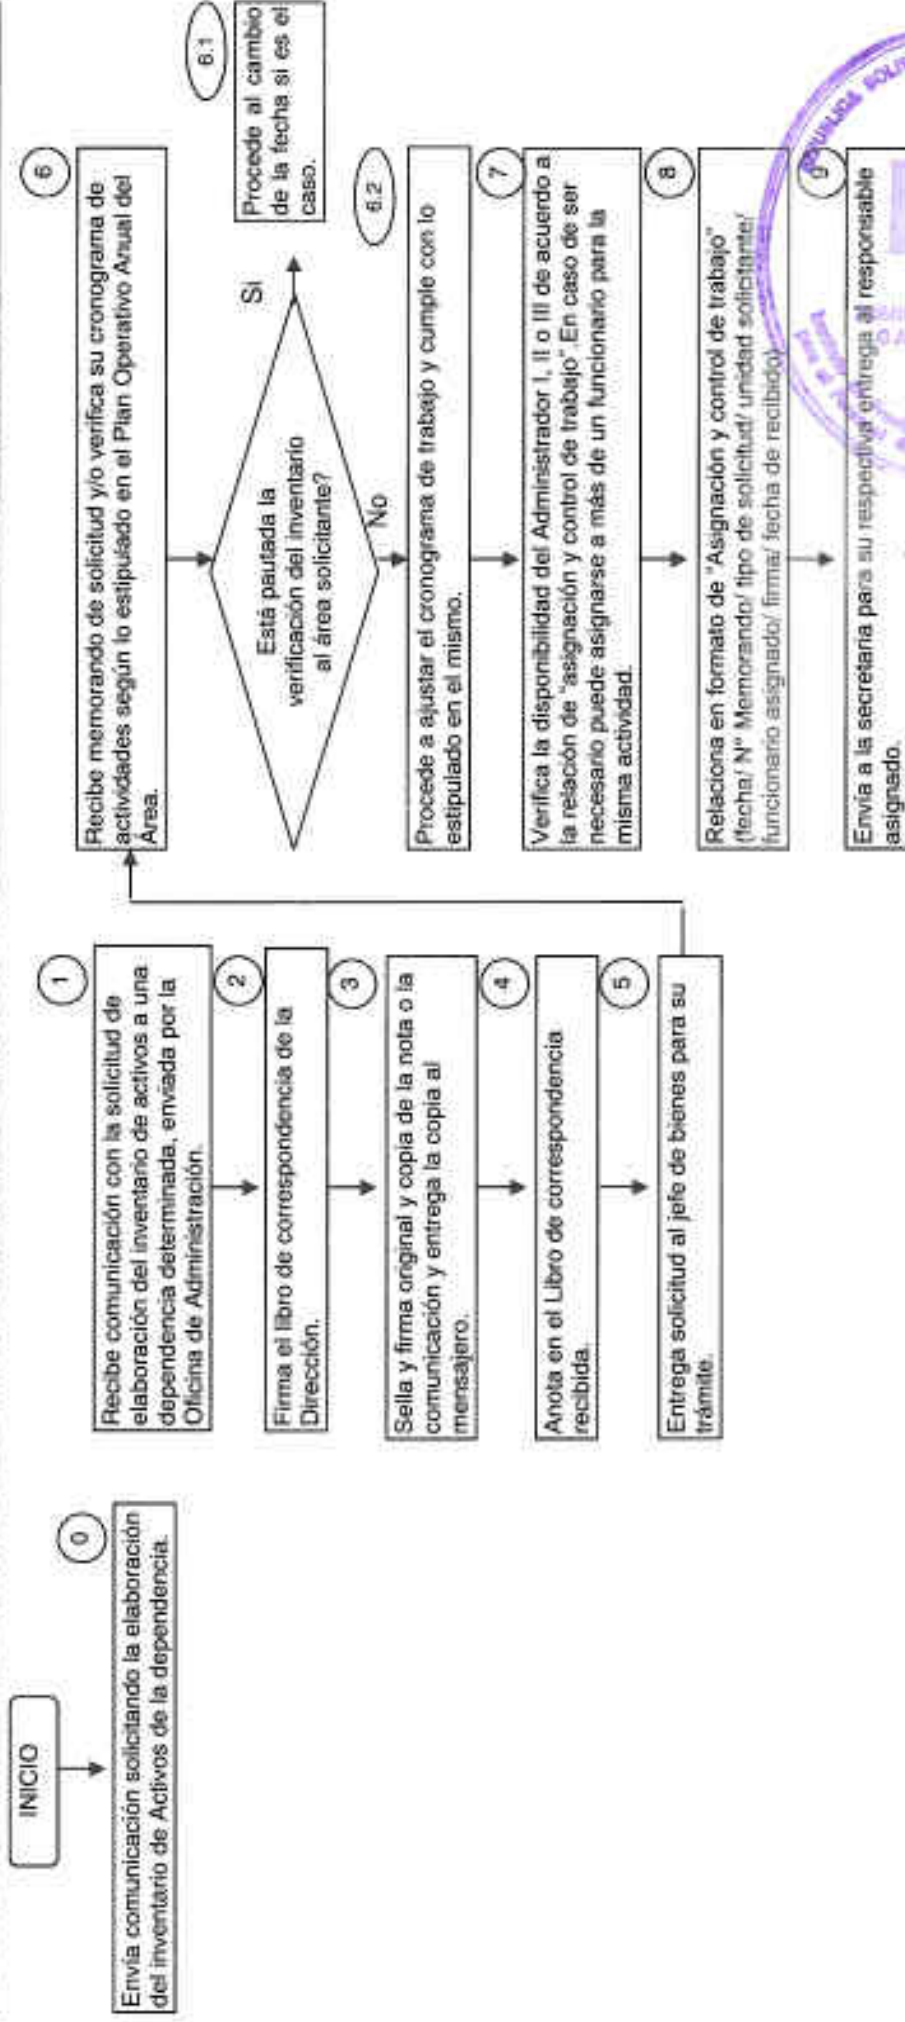 INICIO
0
Envía comunicación solicitando la elaboración
del inventario de Activos de la dependencia.
1
Recibe comunicación con la solicitud de
elaboración del inventario de activos a una
dependencia determinada, enviada por la
Oficina de Administración.
2
Firma el libro de correspondencia de la
Dirección.
3
Sella y firma original y copia de la nota o la
comunicación y entrega la copia al
mensajero.
4
Anota en el Libro de correspondencia
recibida.
5
Entrega solicitud al jefe de bienes para su
trámite.
6
Recibe memorando de solicitud y/o verifica su cronograma de
actividades según lo estipulado en el Plan Operativo Anual del
Área.
Está pautada la
verificación del inventario
al área solicitante?
Si
No
6.1
Procede al cambio
de la fecha si es el
caso.
6.2
Procede a ajustar el cronograma de trabajo y cumple con lo
estipulado en el mismo.
7
Verifica la disponibilidad del Administrador I, II o III de acuerdo a
la relación de "asignación y control de trabajo".En caso de ser
necesario puede asignarse a más de un funcionario para la
misma actividad.
8
Relaciona en formato de "Asignación y control de trabajo"
(fecha/ Nº Memorando/ tipo de solicitud/ unidad solicitante/
funcionario asignado/ firma/ fecha de recibido)
9
Envía a la secretaria para su respectiva entrega al responsable
asignado.